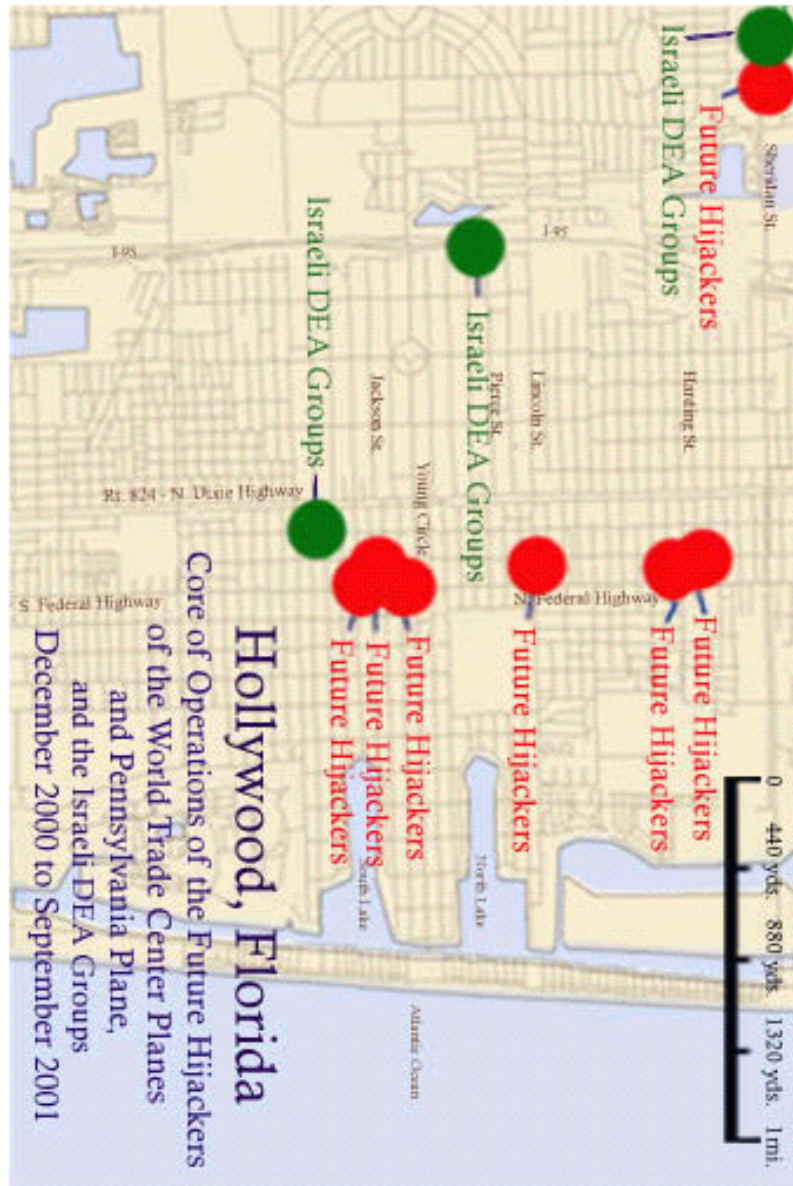 Sheridan St.
Future Hijackers
Israeli DEA Groups
Harding St.
Future Hijackers
Future Hijackers
N. Federal Highway
I-95
Lincoln St.
Future Hijackers
Pierce St.
Israeli DEA Groups
North Lake
Young Circle
Future Hijackers
Atlantic Ocean
Jackson St.
Future Hijackers
South Lake
Future Hijackers
Israeli DEA Groups
Rt. 824 - N. Dixie Highway
I-95
S. Federal Highway
0 440 yds. 880 yds. 1320 yds. 1mi.
Hollywood, Florida
Core of Operations of the Future Hijackers
of the World Trade Center Planes
and Pennsylvania Plane,
and the Israeli DEA Groups
December 2000 to September 2001